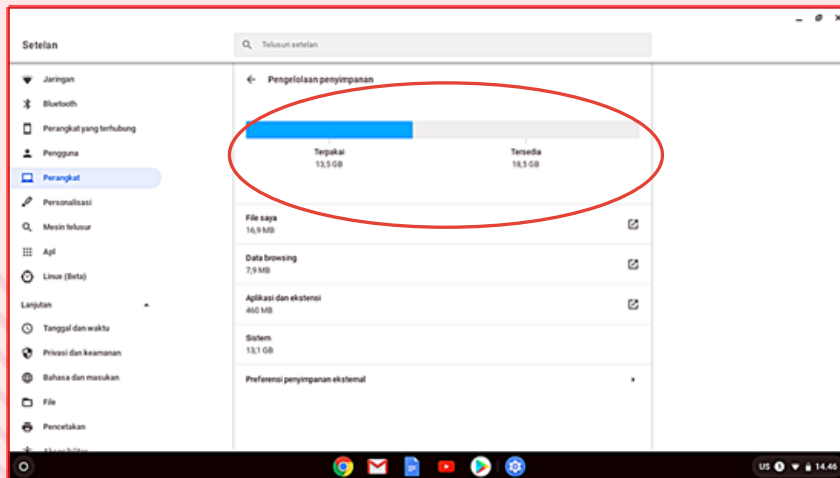 Setelan
Telusuri setelan
Jaringan
Bluetooth
Perangkat yang terhubung
Pengguna
Perangkat
Personalisasi
Mesin telusur
Apl
Linux (Beta)
Lanjutan
Tanggal dan waktu
Privasi dan keamanan
Bahasa dan masukan
File
Pencetakan
Pengelolaan penyimpanan
Terpakai
13,5 GB
Tersedia
18,5 GB
File saya
16,9 MB
Data browsing
7,9 MB
Aplikasi dan ekstensi
460 MB
Sistem
13,1 GB
Preferensi penyimpanan eksternal
US 14.46